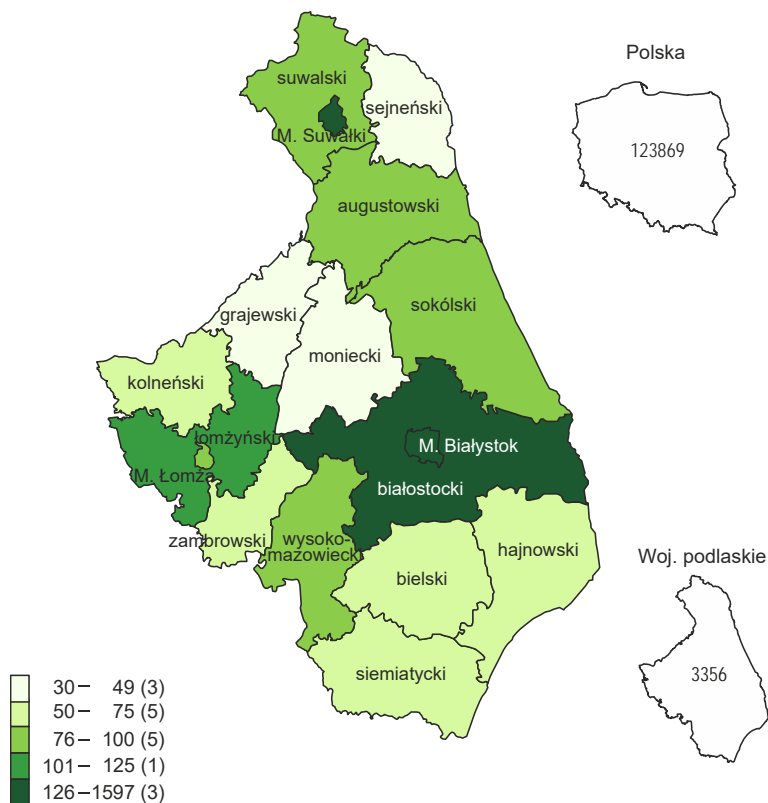 Polska
suwalski
sejneński
M. Suwałki
123869
augustowski
sokólski
grajewski
moniecki
kolneński
łomżyński
M. Białystok
M. Łomża
białostocki
zambrowski
wysoko-
mazowiecki
hajnowski
Woj. podlaskie
bielski
siemiatycki
3356
30 – 49 (3)
50 – 75 (5)
76 – 100 (5)
101 – 125 (1)
126 – 1597 (3)